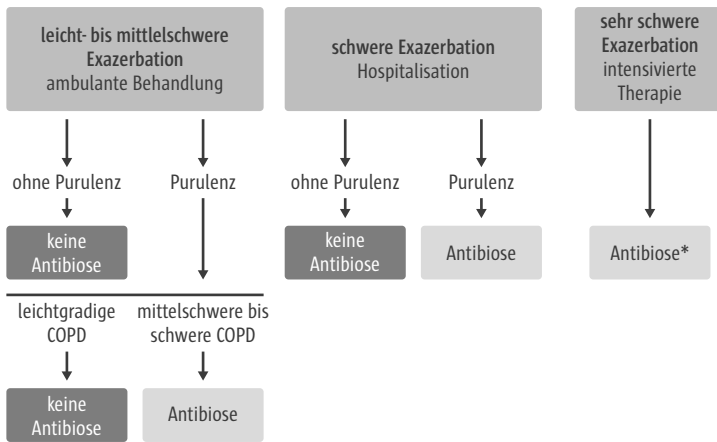 leicht- bis mittlelschwere
Exazerbation
ambulante Behandlung
schwere Exazerbation
Hospitalisation
sehr schwere
Exazerbation
intensivierte
Therapie
ohne Purulenz
Purulenz
ohne Purulenz
Purulenz
keine
Antibiose
keine
Antibiose
Antibiose
Antibiose*
leichtgradige
COPD
mittelschwere bis
schwere COPD
keine
Antibiose
Antibiose